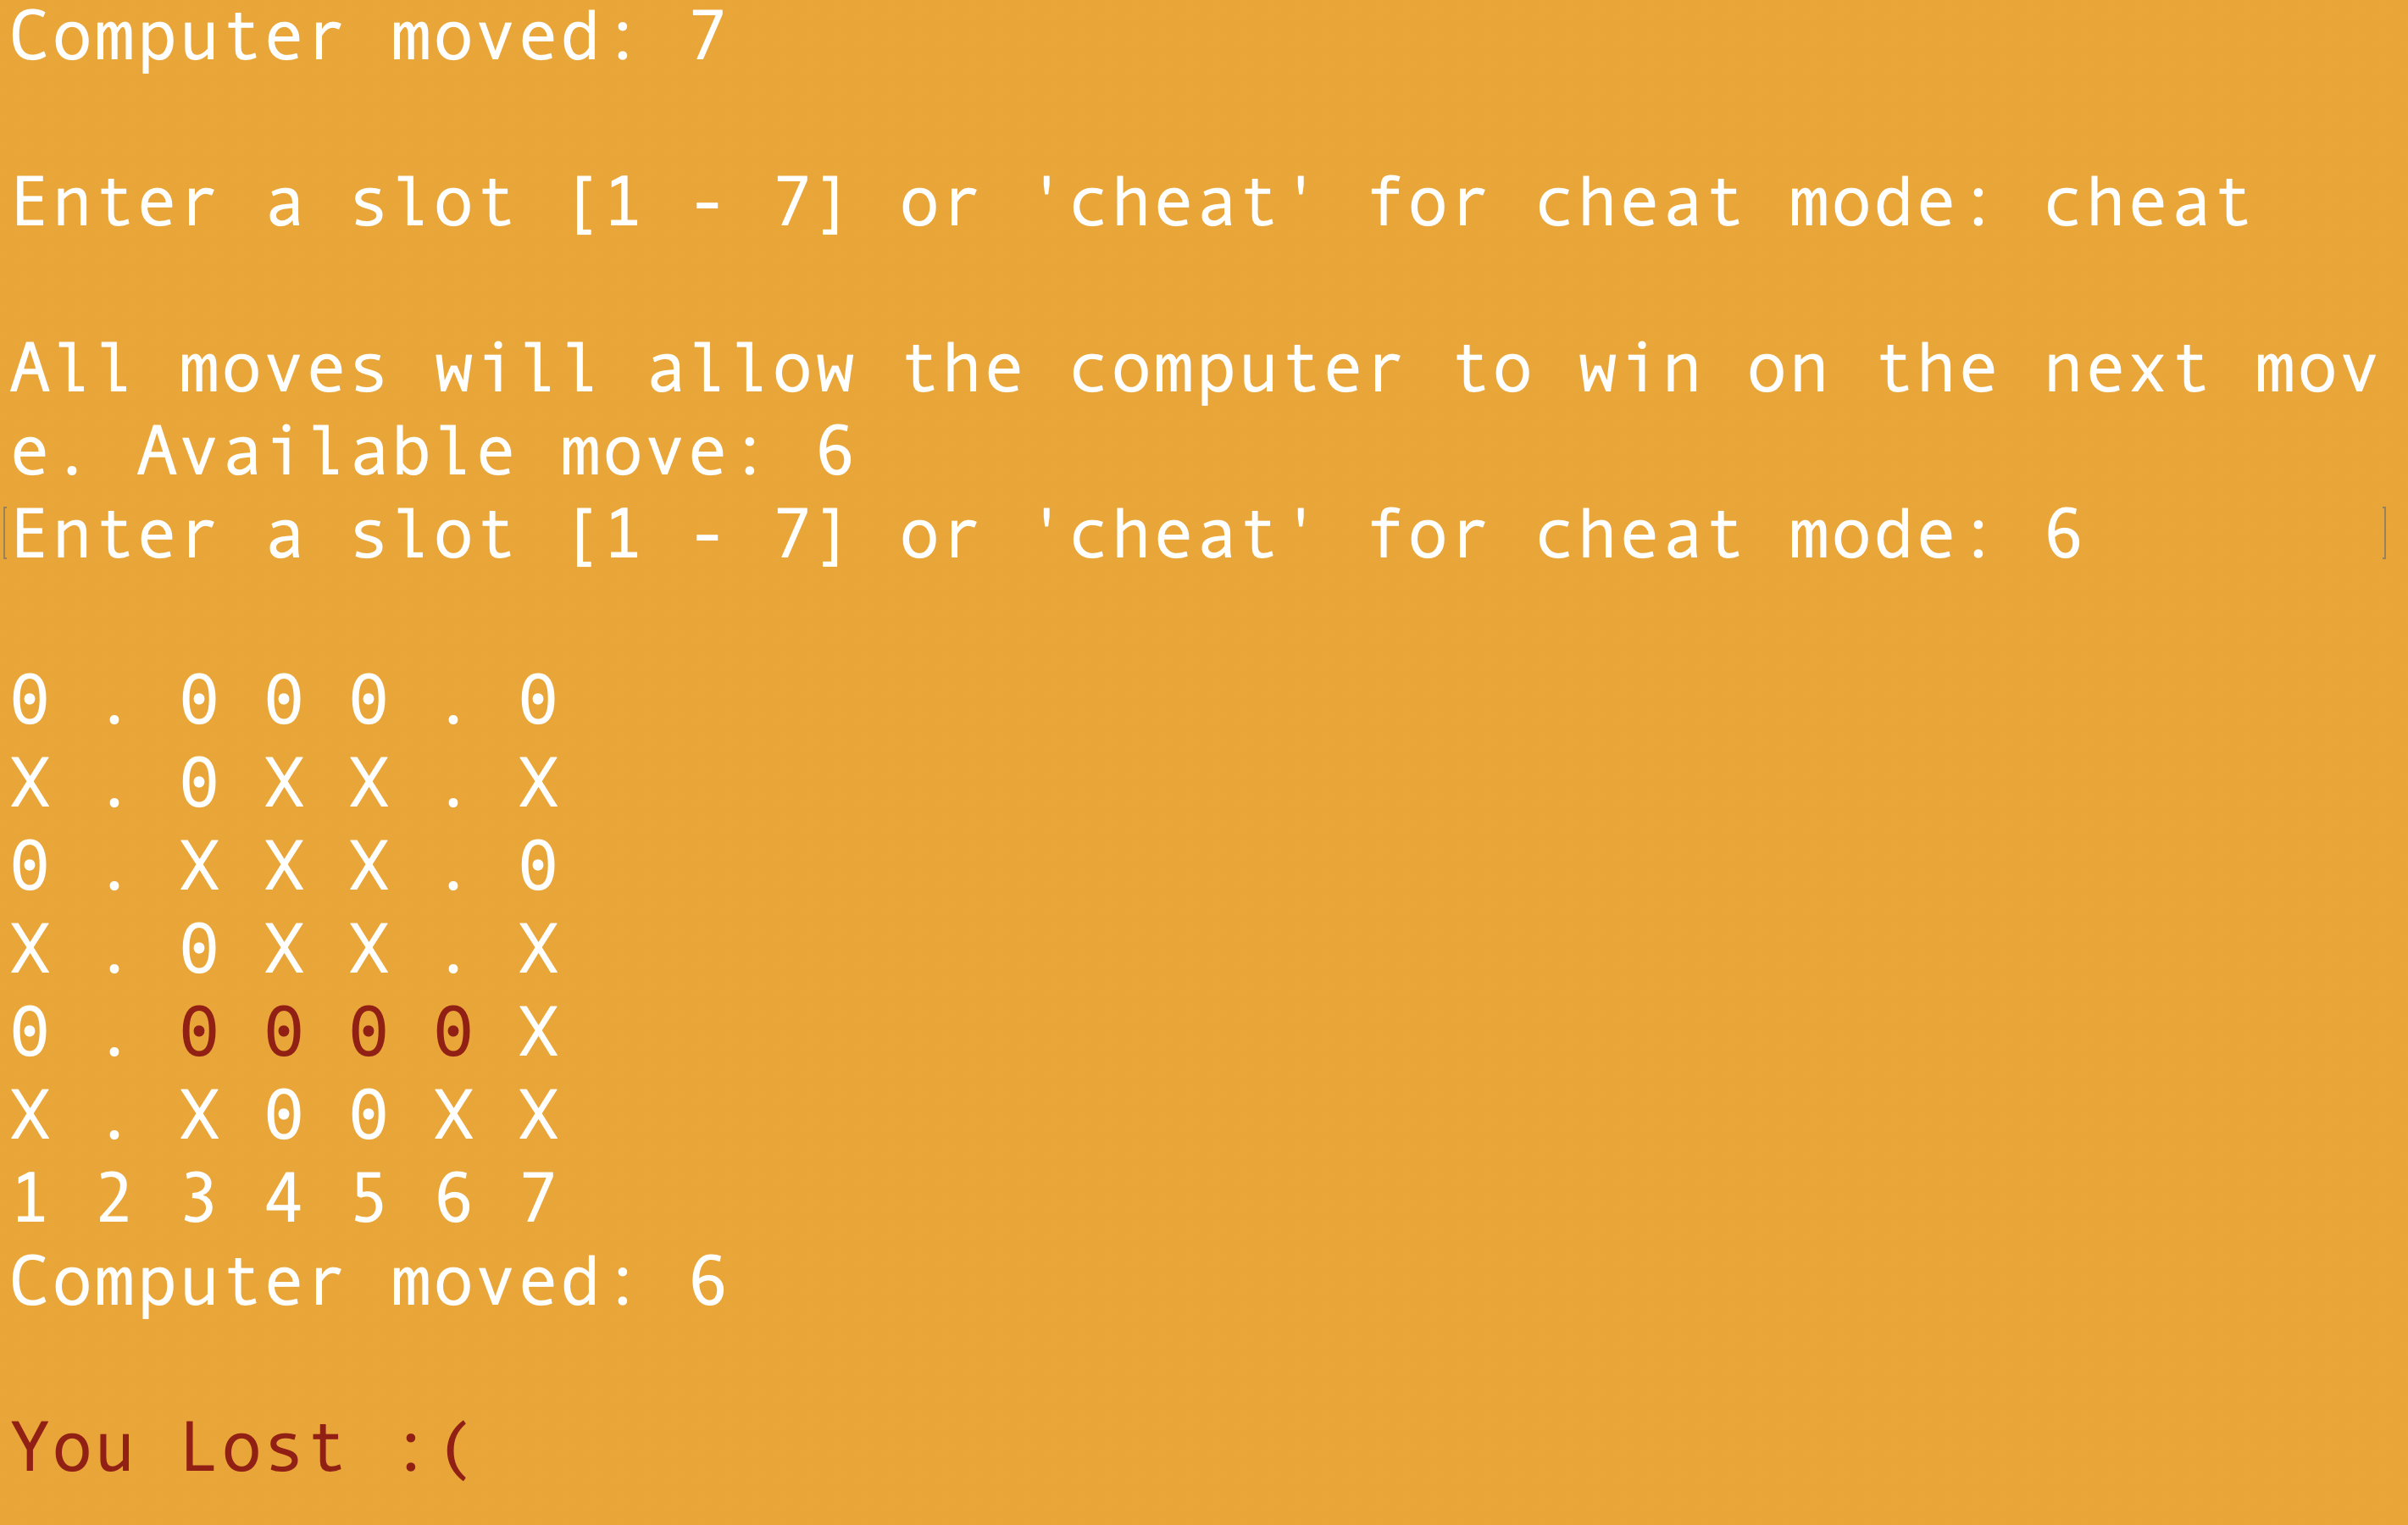 Computer moved: 7
Enter a slot [1 - 7] or 'cheat' for cheat mode: cheat
All moves will allow the computer to win on the next mov
e. Available move: 6
[Enter a slot [1 - 7] or 'cheat' for cheat mode: 6 ]
0 . 0 0 0 . 0
X . 0 X X . X
0 . X X X . 0
X . 0 X X . X
0 . 0 0 0 0 X
X . X 0 0 X X
1 2 3 4 5 6 7
Computer moved: 6
You Lost :(